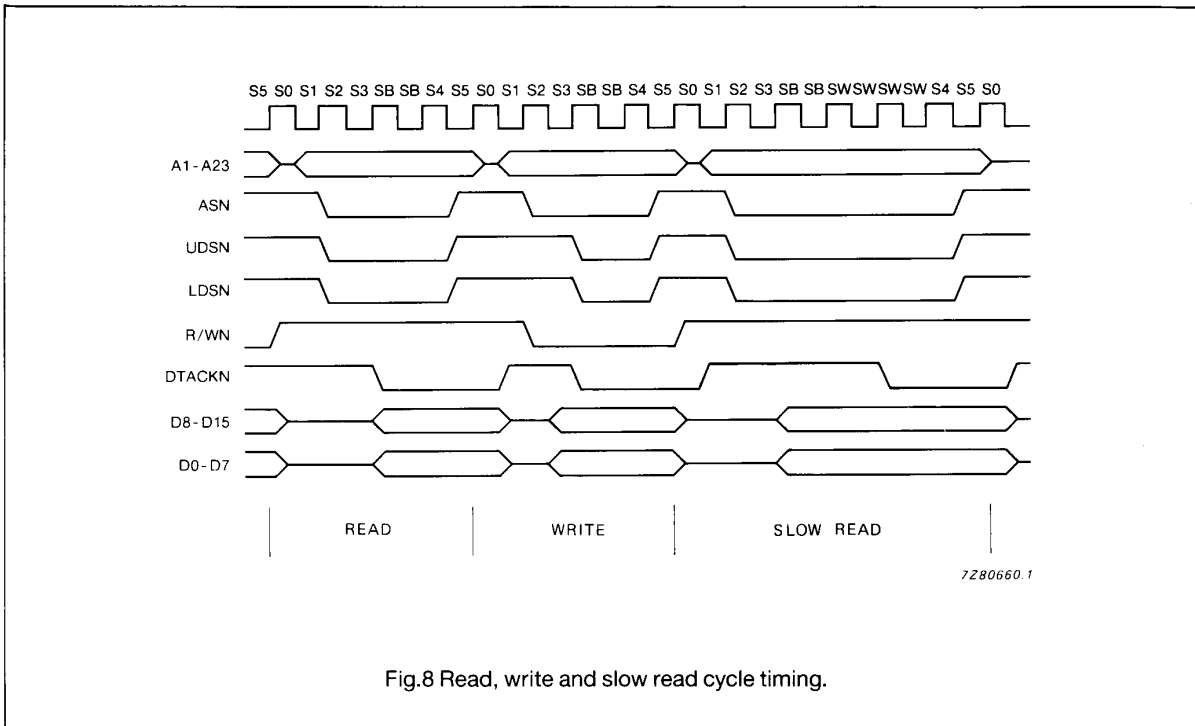 S5 S0 S1 S2 S3 SB SB S4 S5 S0 S1 S2 S3 SB SB S4 S5 S0 S1 S2 S3 SB SB SW SW SW SW S4 S5 S0
A1-A23
ASN
UDSN
LDSN
R/WN
DTACKN
D8-D15
D0-D7
READ WRITE SLOW READ
7Z80660.1
Fig.8 Read, write and slow read cycle timing.